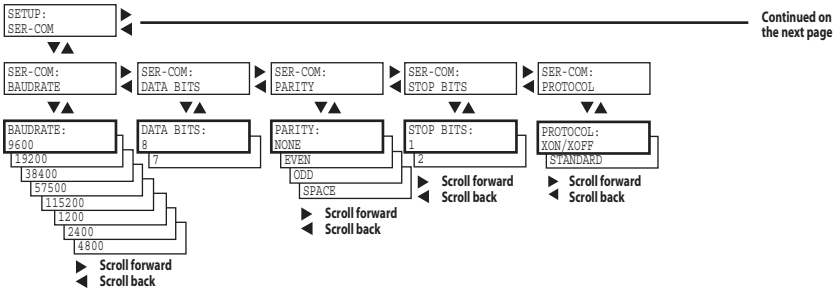 SETUP:
SER-COM
Continued on
the next page
SER-COM:
BAUDRATE
SER-COM:
DATA BITS
SER-COM:
PARITY
SER-COM:
STOP BITS
SER-COM:
PROTOCOL
BAUDRATE:
9600
19200
38400
57500
115200
1200
2400
4800
Scroll forward
Scroll back
DATA BITS:
8
7
PARITY:
NONE
EVEN
ODD
SPACE
Scroll forward
Scroll back
STOP BITS:
1
2
Scroll forward
Scroll back
PROTOCOL:
XON/XOFF
STANDARD
Scroll forward
Scroll back